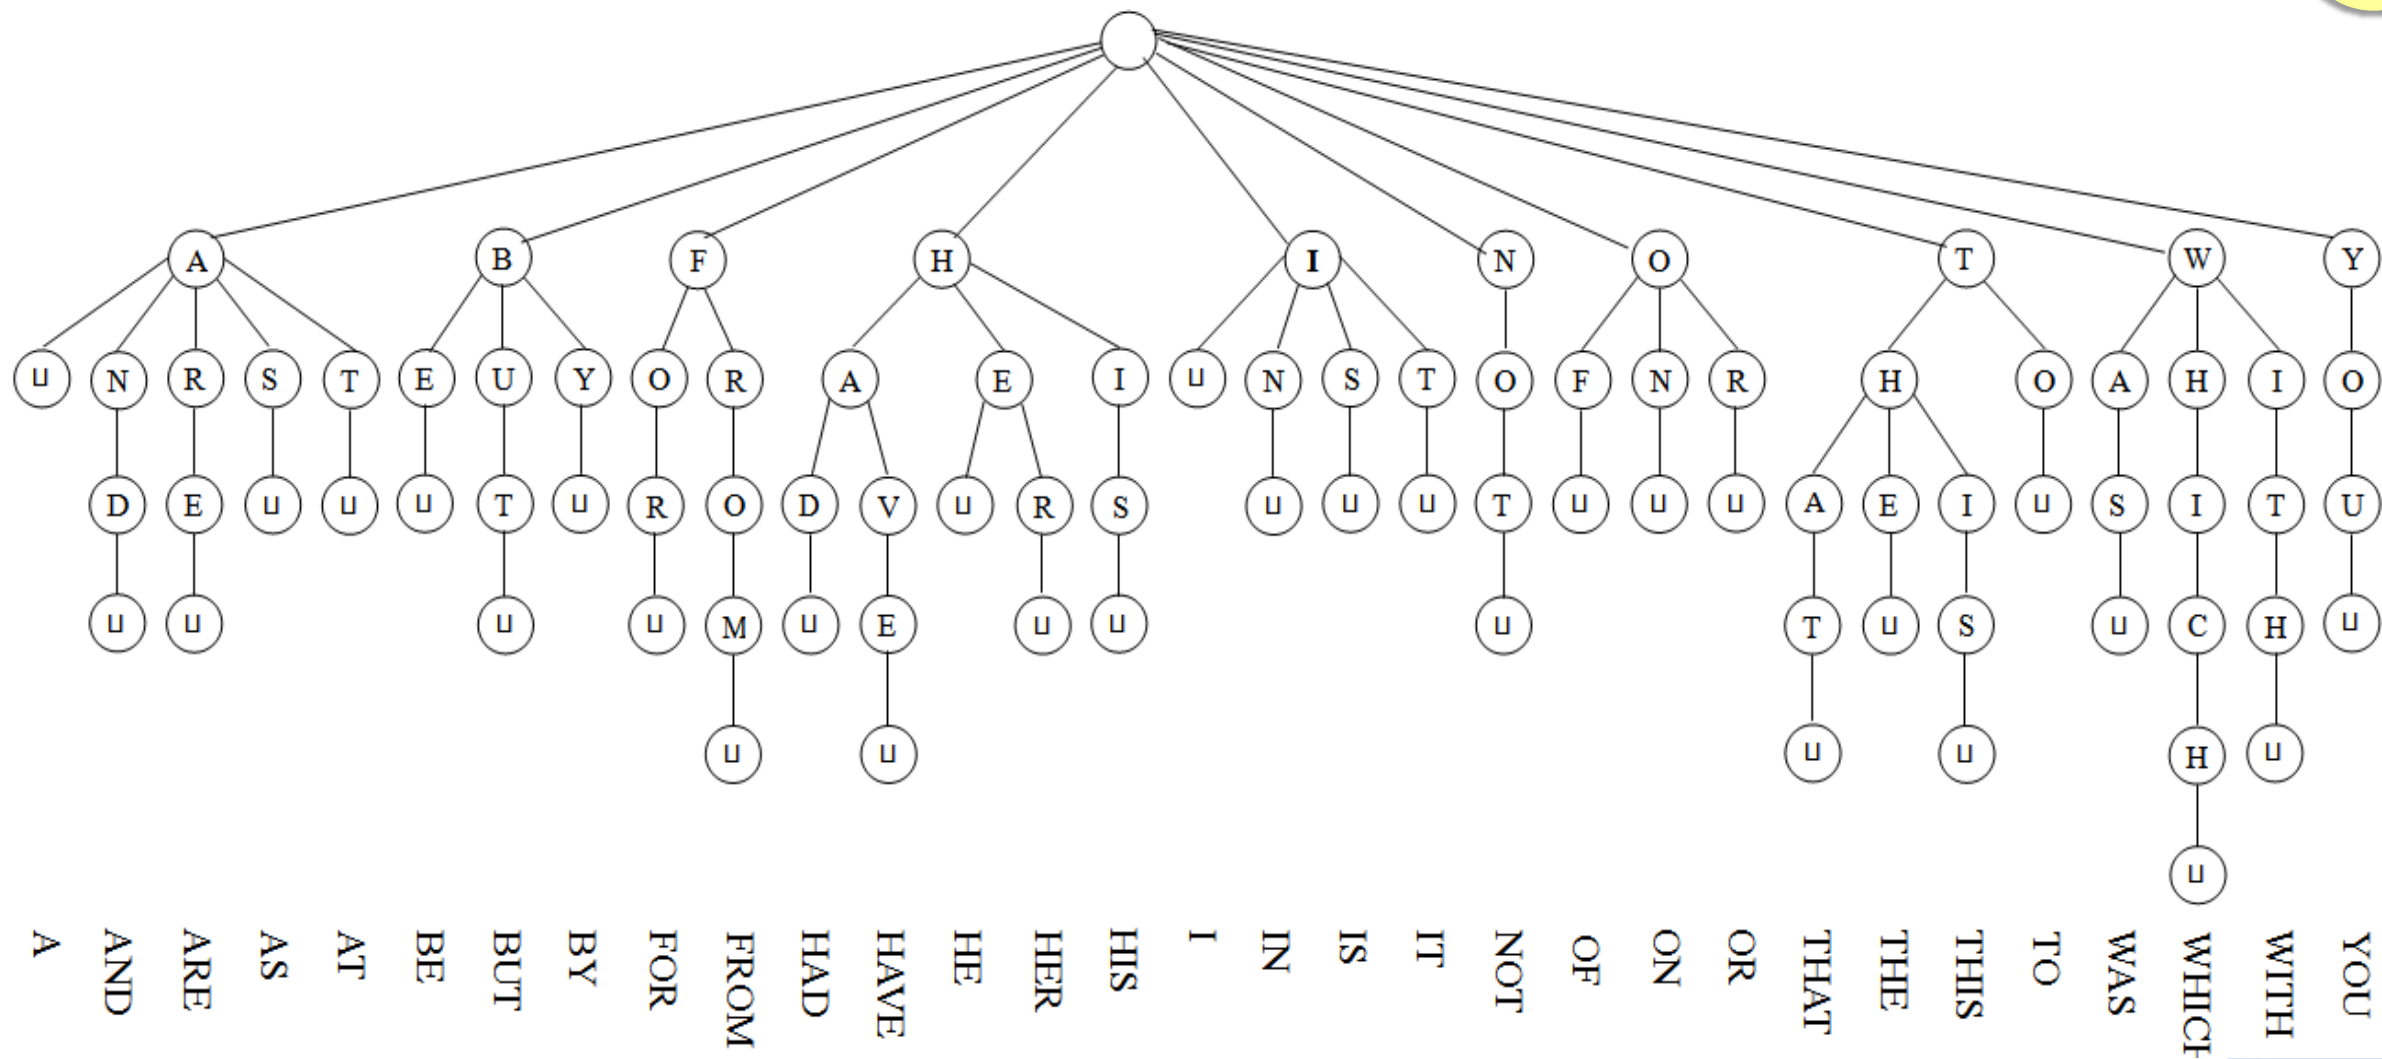 A B F H I N O T W Y
⊔ N R S T E U Y O R A E I ⊔ N S T O F N R H O A H I O
D E ⊔ ⊔ ⊔ T ⊔ R O D V ⊔ R S ⊔ ⊔ ⊔ T ⊔ ⊔ ⊔ A E I ⊔ S I T U
⊔ ⊔ ⊔ ⊔ M ⊔ E ⊔ ⊔ ⊔ T ⊔ S ⊔ C H ⊔
⊔ ⊔ ⊔ ⊔ H ⊔
⊔
A AND ARE AS AT BE BUT BY FOR FROM HAD HAVE HE HER HIS I IN IS IT NOT OF ON OR THAT THE THIS TO WAS WHICH WITH YOU